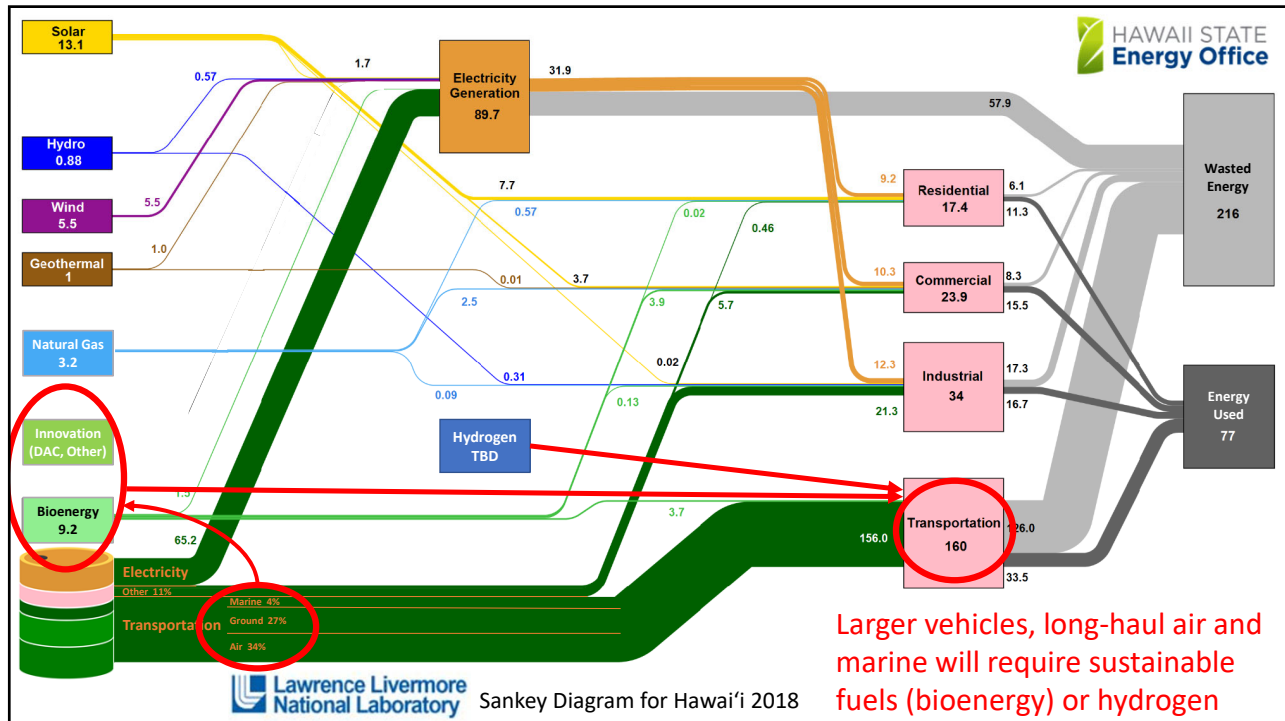 HAWAII STATE
Energy Office
Solar
13.1
0.57
1.7
Electricity
Generation
89.7
31.9
57.9
Hydro
0.88
Wind
5.5
5.5
Geothermal
1
1.0
7.7
0.57
0.02
0.46
9.2
Residential
17.4
6.1
11.3
Wasted
Energy
216
0.01
3.7
2.5
3.9
5.7
10.3
Commercial
23.9
8.3
15.5
Natural Gas
3.2
0.09
0.31
0.02
0.13
12.3
21.3
Industrial
34
17.3
16.7
Energy
Used
77
Innovation
(DAC, Other)
Hydrogen
TBD
Bioenergy
9.2
1.5
65.2
3.7
156.0
Transportation
160
126.0
33.5
Electricity
Other 11%
Transportation
Marine 4%
Ground 27%
Air 34%
Larger vehicles, long-haul air and
marine will require sustainable
fuels (bioenergy) or hydrogen
Lawrence Livermore
National Laboratory
Sankey Diagram for Hawai‘i 2018